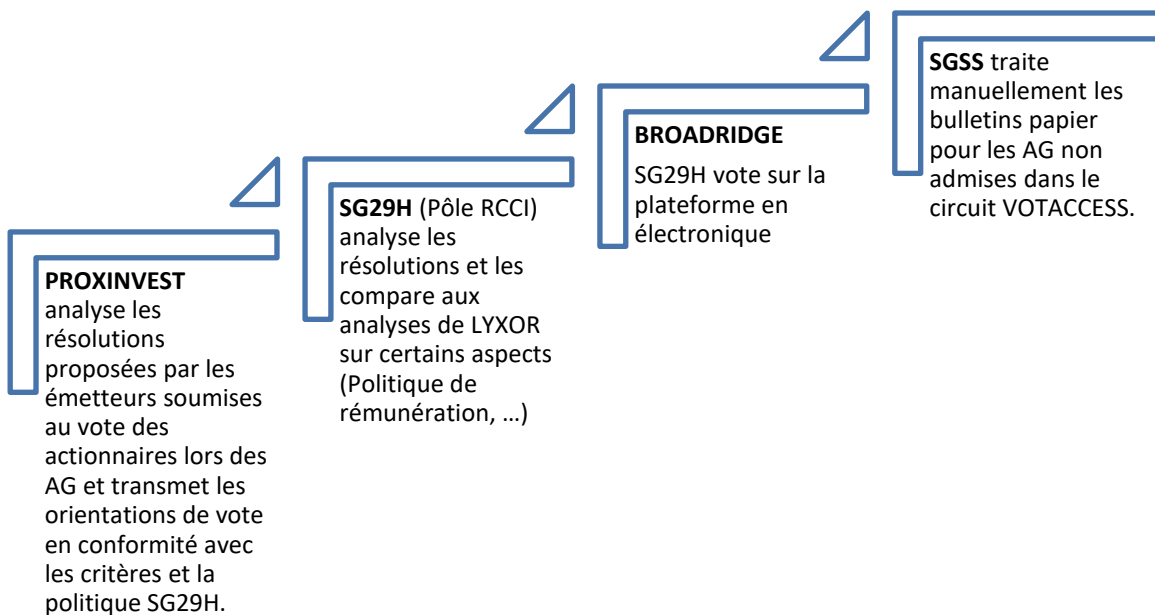 PROXINVEST
analyse les
résolutions
proposées par les
émetteurs soumises
au vote des
actionnaires lors des
AG et transmet les
orientations de vote
en conformité avec
les critères et la
politique SG29H.
SG29H (Pôle RCCI)
analyse les
résolutions et les
compare aux
analyses de LYXOR
sur certains aspects
(Politique de
rémunération, ...)
BROADRIDGE
SG29H vote sur la
plateforme en
électronique
SGSS traite
manuellement les
bulletins papier
pour les AG non
admises dans le
circuit VOTACCESS.